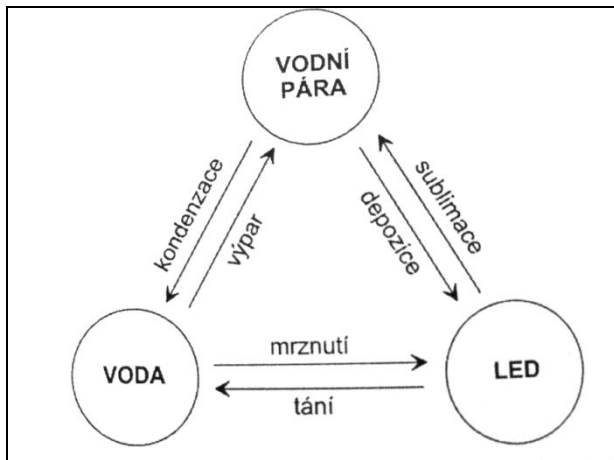 VODNÍ
PÁRA
kondenzace
výpar
depozice
sublimace
VODA
mrznutí
tání
LED